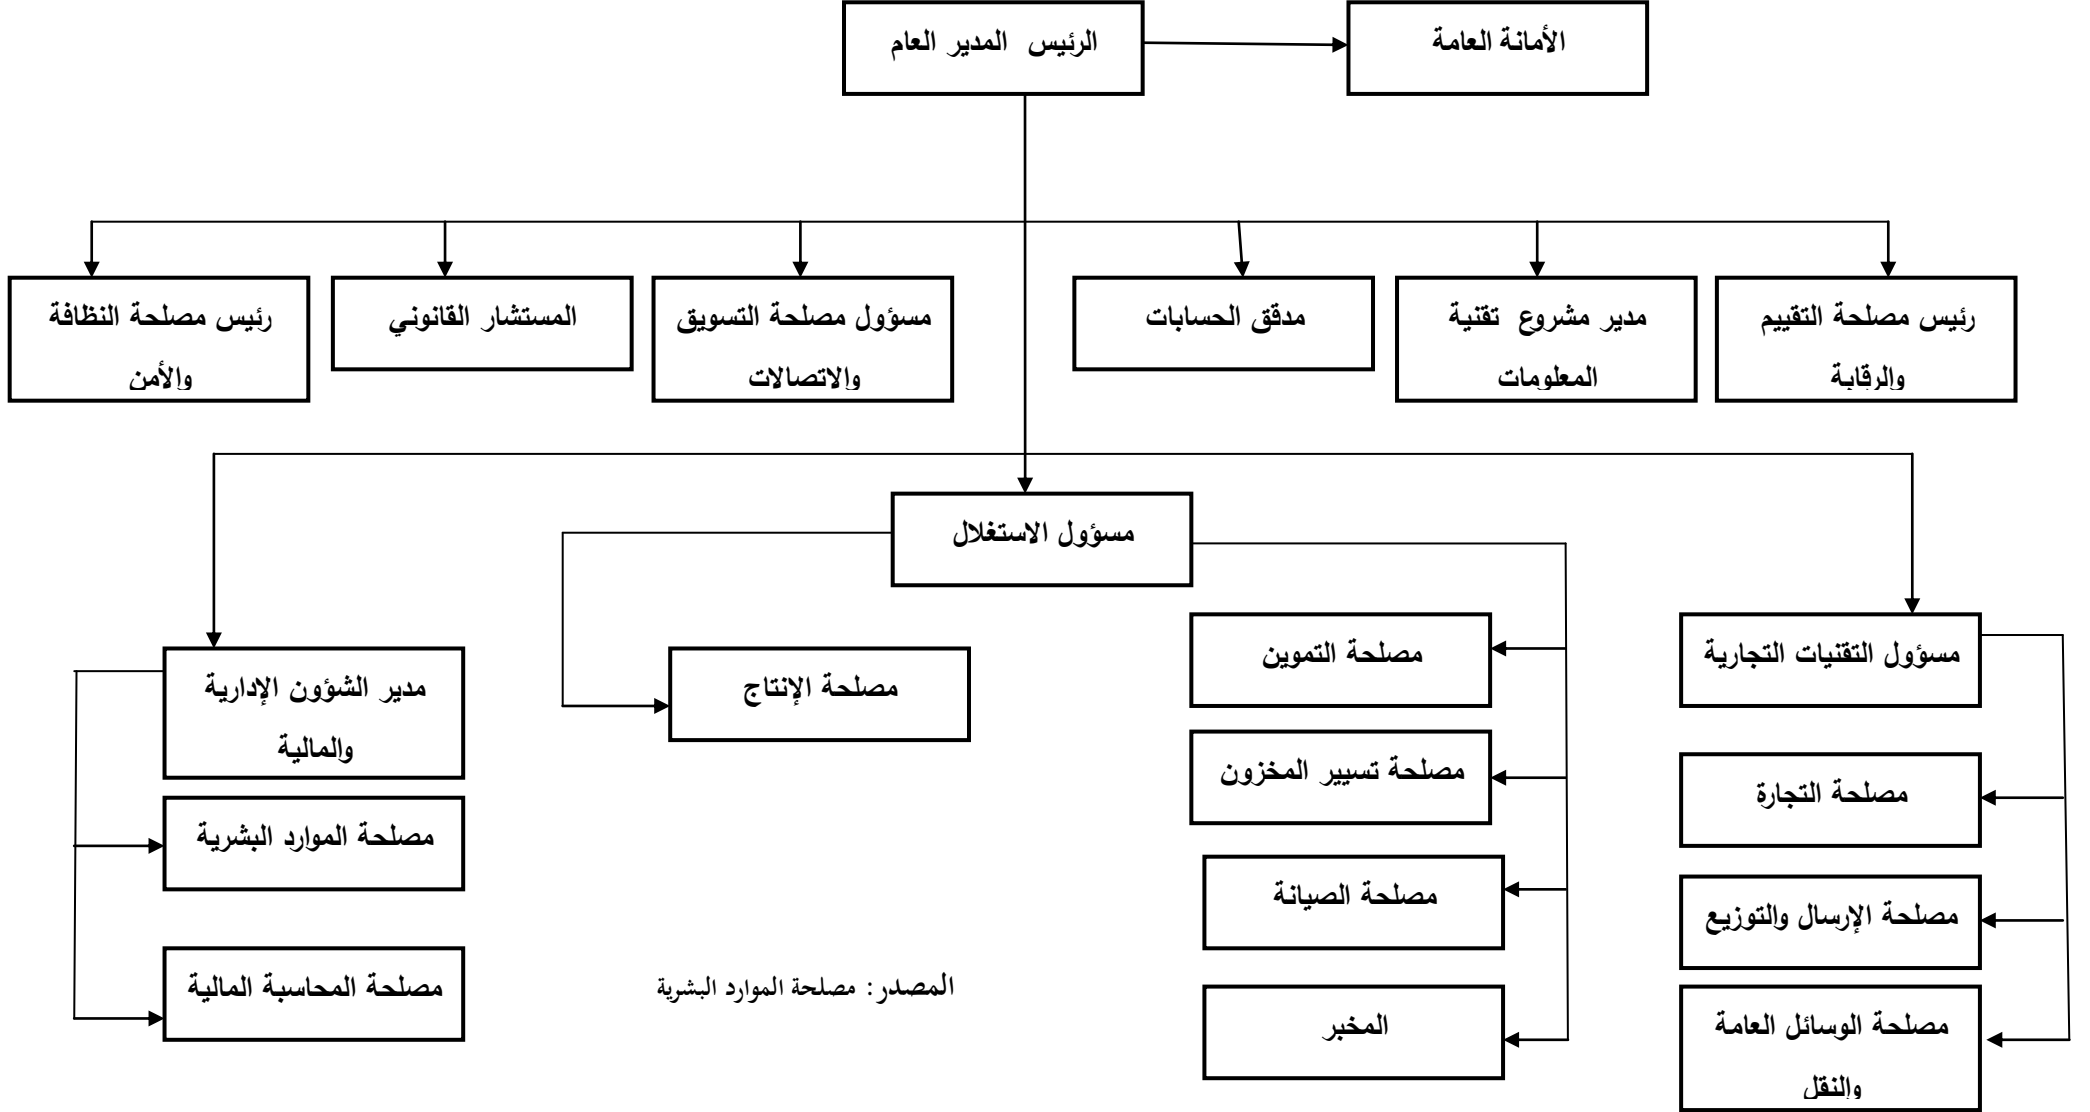 الرئيس المدير العام
الأمانة العامة
رئيس مصلحة التقييم
والرقابة
مدير مشروع تقنية
المعلومات
مدقق الحسابات
مسؤول مصلحة التسويق
والاتصالات
المستشار القانوني
رئيس مصلحة النظافة
والأمن
مسؤول الاستغلال
مسؤول التقنيات التجارية
مصلحة التجارة
مصلحة الإرسال والتوزيع
مصلحة الوسائل العامة
والنقل
مصلحة التموين
مصلحة تسيير المخزون
مصلحة الصيانة
المخبر
مصلحة الإنتاج
مدير الشؤون الإدارية
والمالية
مصلحة الموارد البشرية
مصلحة المحاسبة المالية
المصدر: مصلحة الموارد البشرية